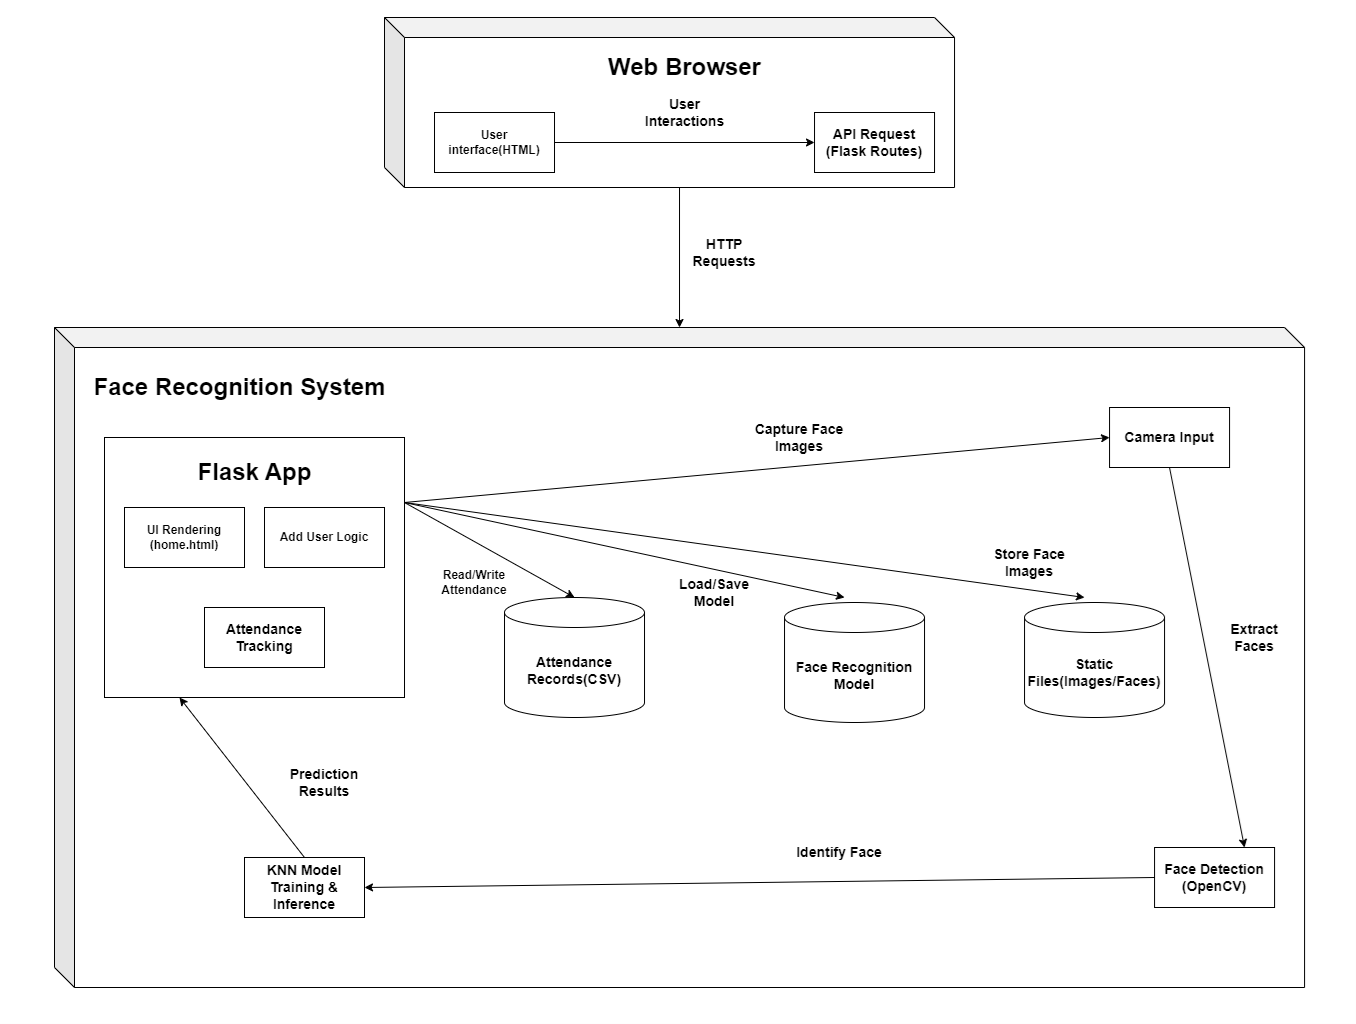 Web Browser
User
Interactions
User
interface(HTML)
API Request
(Flask Routes)
HTTP
Requests
Face Recognition System
Flask App
UI Rendering
(home.html)
Add User Logic
Attendance
Tracking
Capture Face
Images
Camera Input
Read/Write
Attendance
Load/Save
Model
Store Face
Images
Attendance
Records(CSV)
Face Recognition
Model
Static
Files(Images/Faces)
Extract
Faces
Prediction
Results
Identify Face
KNN Model
Training &
Inference
Face Detection
(OpenCV)